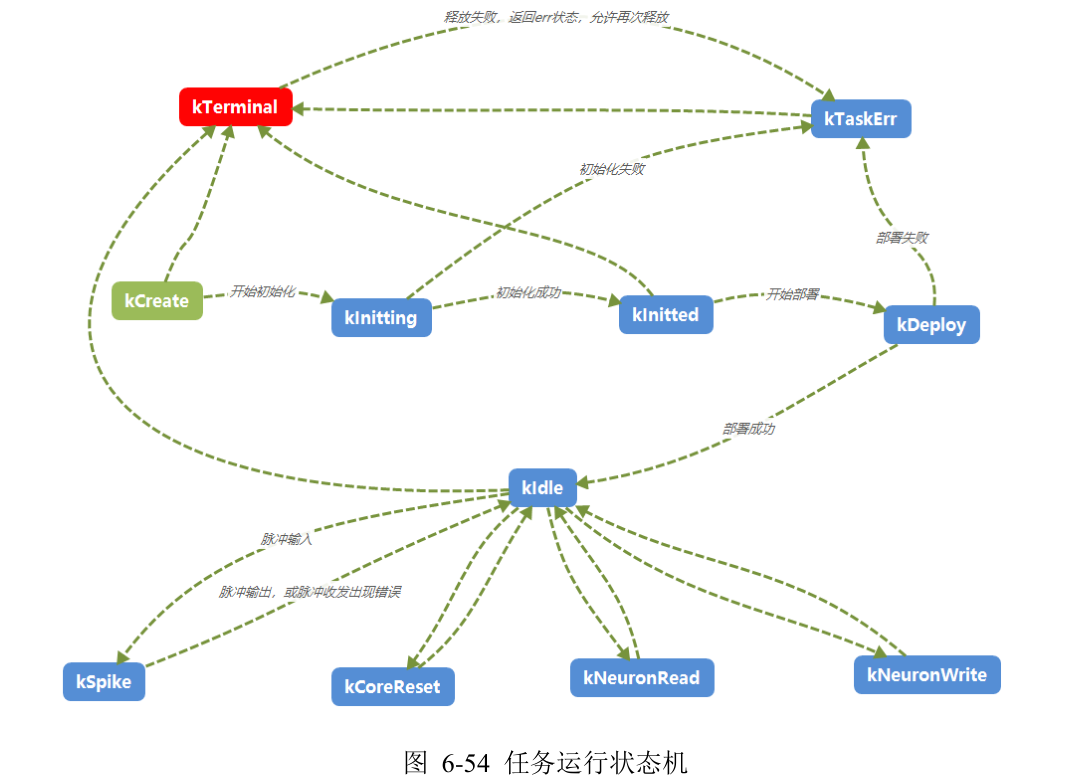 释放失败，返回err状态，允许再次释放
kTerminal
kTaskErr
初始化失败
部署失败
kCreate
开始初始化
kInitting
初始化成功
kInitted
开始部署
kDeploy
部署成功
kIdle
脉冲输入
脉冲输出，或脉冲收发出现错误
kSpike
kCoreReset
kNeuronRead
kNeuronWrite
图 6-54 任务运行状态机